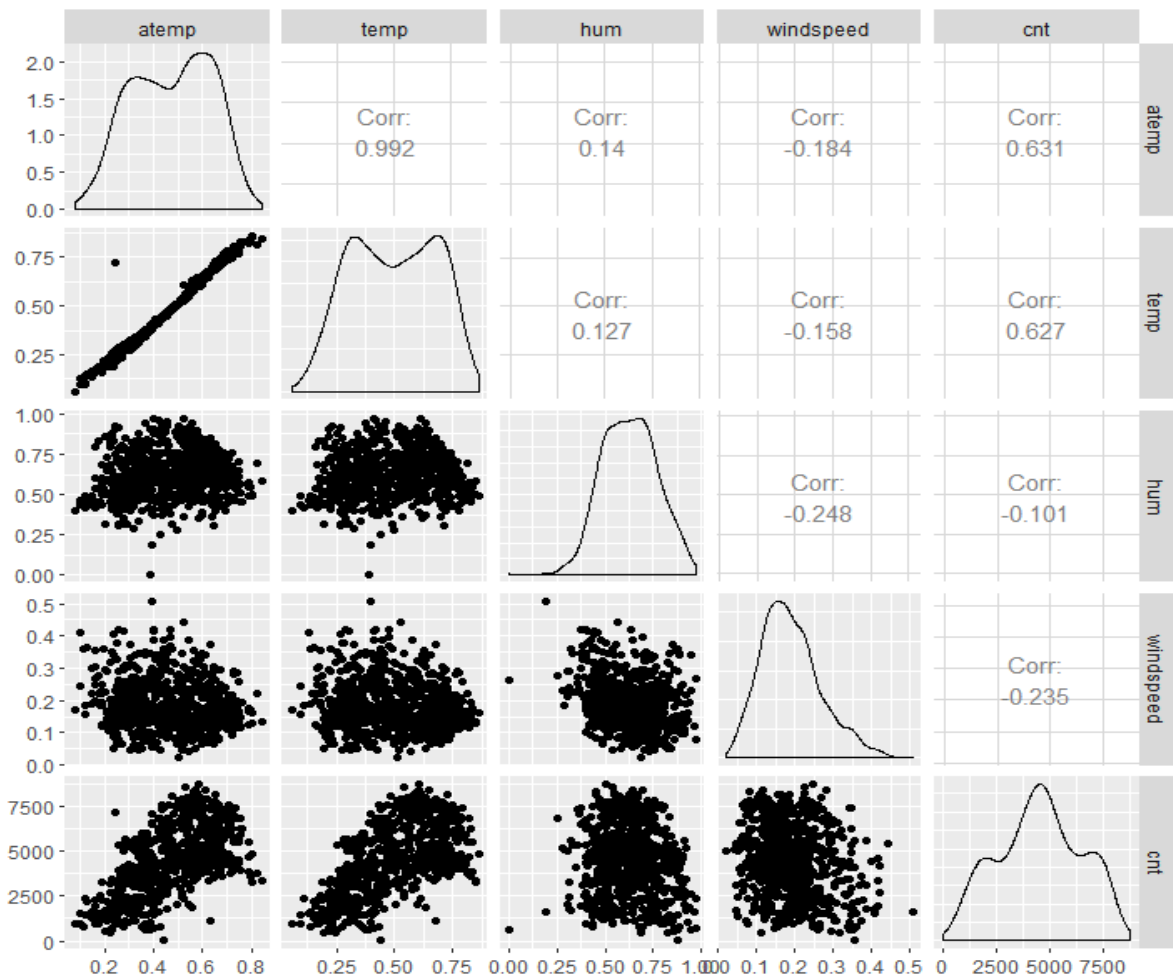 atemp temp hum windspeed cnt
2.0
1.5
1.0
0.5
0.0
Corr:
0.992
Corr:
0.14
Corr:
-0.184
Corr:
0.631
atemp
0.75
0.50
0.25
Corr:
0.127
Corr:
-0.158
Corr:
0.627
temp
1.00
0.75
0.50
0.25
0.00
Corr:
-0.248
Corr:
-0.101
hum
0.5
0.4
0.3
0.2
0.1
0.0
Corr:
-0.235
windspeed
7500
5000
2500
0
cnt
0.2 0.4 0.6 0.8
0.25 0.50 0.75
0.00 0.25 0.50 0.75 1.00
0.0 0.1 0.2 0.3 0.4 0.5
0 2500 5000 7500